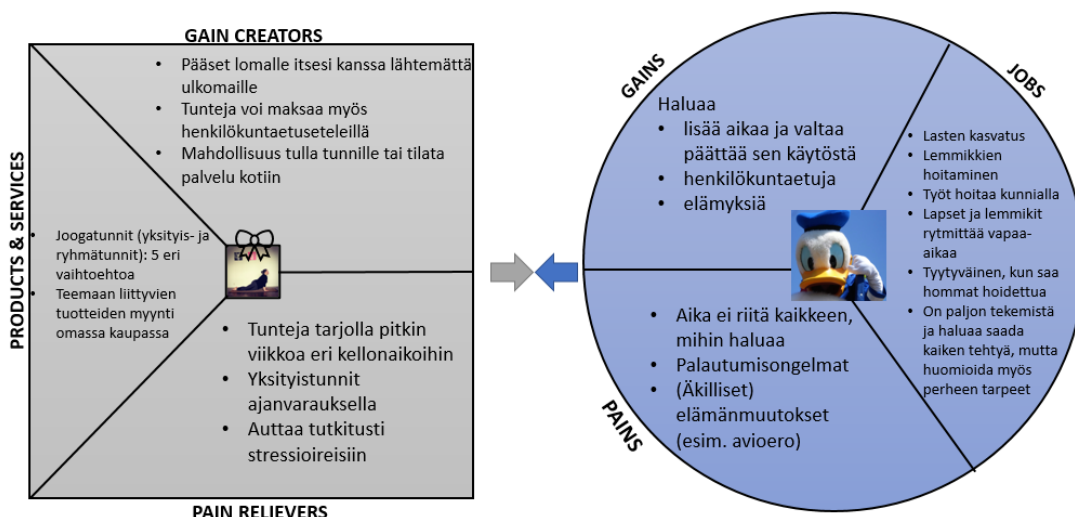 GAIN CREATORS
• Pääset lomalle itsesi kanssa lähtemättä
ulkomaille
• Tunteja voi maksaa myös
henkilökuntaetuseteleillä
• Mahdollisuus tulla tunnille tai tilata
palvelu kotiin
PRODUCTS & SERVICES
• Joogatunnit (yksityis- ja
ryhmätunnit): 5 eri
vaihtoehtoa
• Teemaan liittyvien
tuotteiden myynti
omassa kaupassa
• Tunteja tarjolla pitkin
viikkoa eri kellonaikoihin
• Yksityistunnit
ajanvarauksella
• Auttaa tutkitusti
stressioireisiin
PAIN RELIEVERS
GAINS
Haluaa
• lisää aikaa ja valtaa
päättää sen käytöstä
• henkilökuntaetuja
• elämyksiä
JOBS
• Lasten kasvatus
• Lemmikkien
hoitaminen
• Työt hoitaa kunnialla
• Lapset ja lemmikit
rytmittää vapaa-
aikaa
• Tyytyväinen, kun saa
hommat hoidettua
• On paljon tekemistä
ja haluaa saada
kaiken tehtyä, mutta
huomioida myös
perheen tarpeet
PAINS
• Aika ei riitä kaikkeen,
mihin haluaa
• Palautumisongelmat
• (Äkilliset)
elämänmuutokset
(esim. avioero)